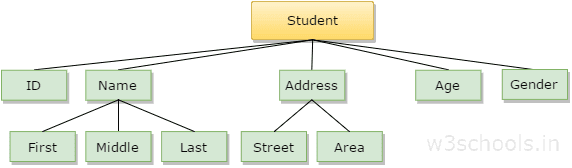 Student
ID Name Address Age Gender
First Middle Last Street Area
w3schools.in